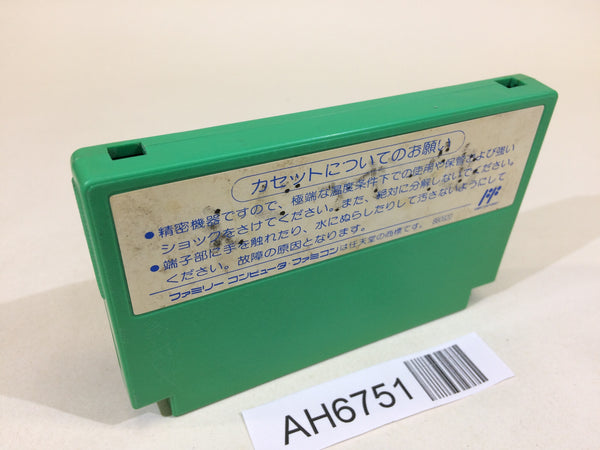 カセットについてのお願い
● 精密機器ですので、極端な温度条件下での使用や保管および強い
ショックをさけてください。また、絶対に分解しないでください。
● 端子部に手を触れたり、水にぬらしたりして汚さないようにして
ください。故障の原因となります。
ファミリーコンピュータ・ファミコンは任天堂の商標です。
AH6751